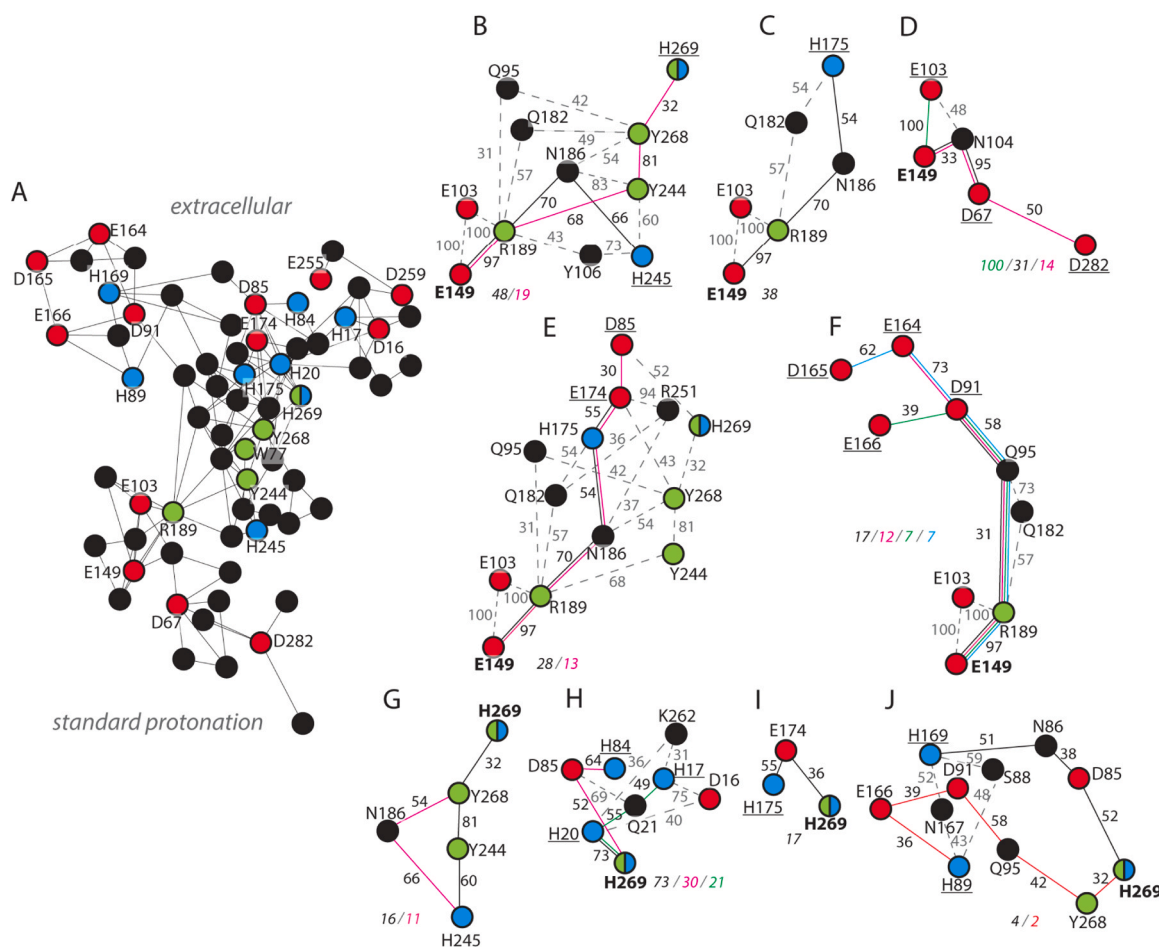 A
extracellular
E164
D165
H169
E166
D91
H89
D85
E255
D259
H84
E174
H17
D16
H20
H175
H269
Y268
W77
Y244
E103
R189
H245
E149
D67
D282
standard protonation
B
H269
Q95
42
32
Q182
Y268
49
N186
54
81
31
57
83
Y244
E103
70
68
66
60
100
100
R189
43
73
97
Y106
H245
E149
48/19
C
H175
54
Q182
54
57
N186
E103
70
100
100
R189
97
E149
38
D
E103
48
100
N104
33
95
E149
D67
50
D282
100/31/14
E
D85
30
52
E174
94
R251
55
H175
36
H269
Q95
54
42
43
32
Q182
54
37
Y268
31
57
54
81
N186
70
68
Y244
E103
100
100
R189
97
E149
28/13
F
E164
62
73
D165
D91
39
58
E166
Q95
73
Q182
17/12/7/7
31
57
E103
100
100
R189
97
E149
G
H269
32
Y268
54
N186
81
Y244
66
60
H245
16/11
H
K262
H84
36
31
D85
64
H17
49
D16
69
75
52
55
Q21
40
H20
73
H269
73/30/21
I
E174
55
36
H175
H269
17
J
H169
51
N86
59
38
52
D91
S88
D85
E166
39
48
N167
58
52
36
43
Q95
H89
42
32
H269
Y268
4/2